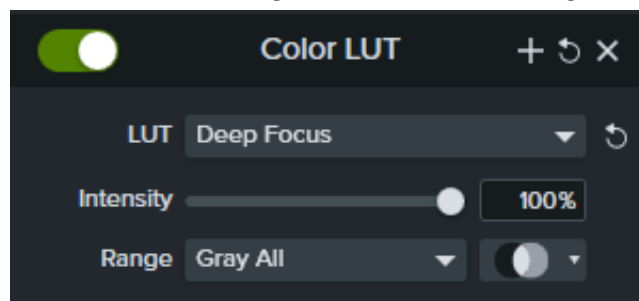 Color LUT
LUT Deep Focus
Intensity 100%
Range Gray All